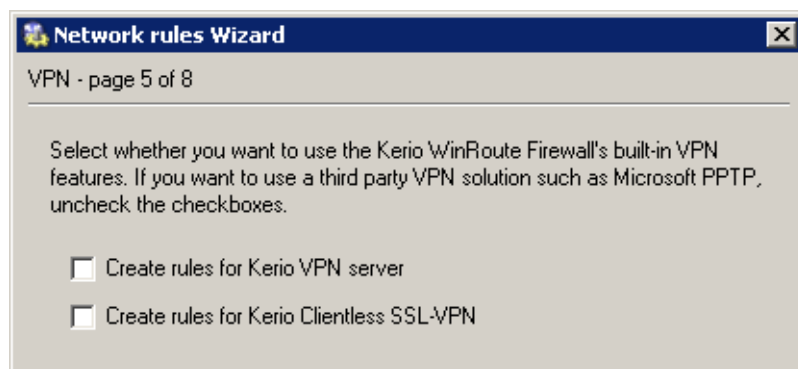 Network rules Wizard
VPN - page 5 of 8
Select whether you want to use the Kerio WinRoute Firewall's built-in VPN
features. If you want to use a third party VPN solution such as Microsoft PPTP,
uncheck the checkboxes.
Create rules for Kerio VPN server
Create rules for Kerio Clientless SSL-VPN